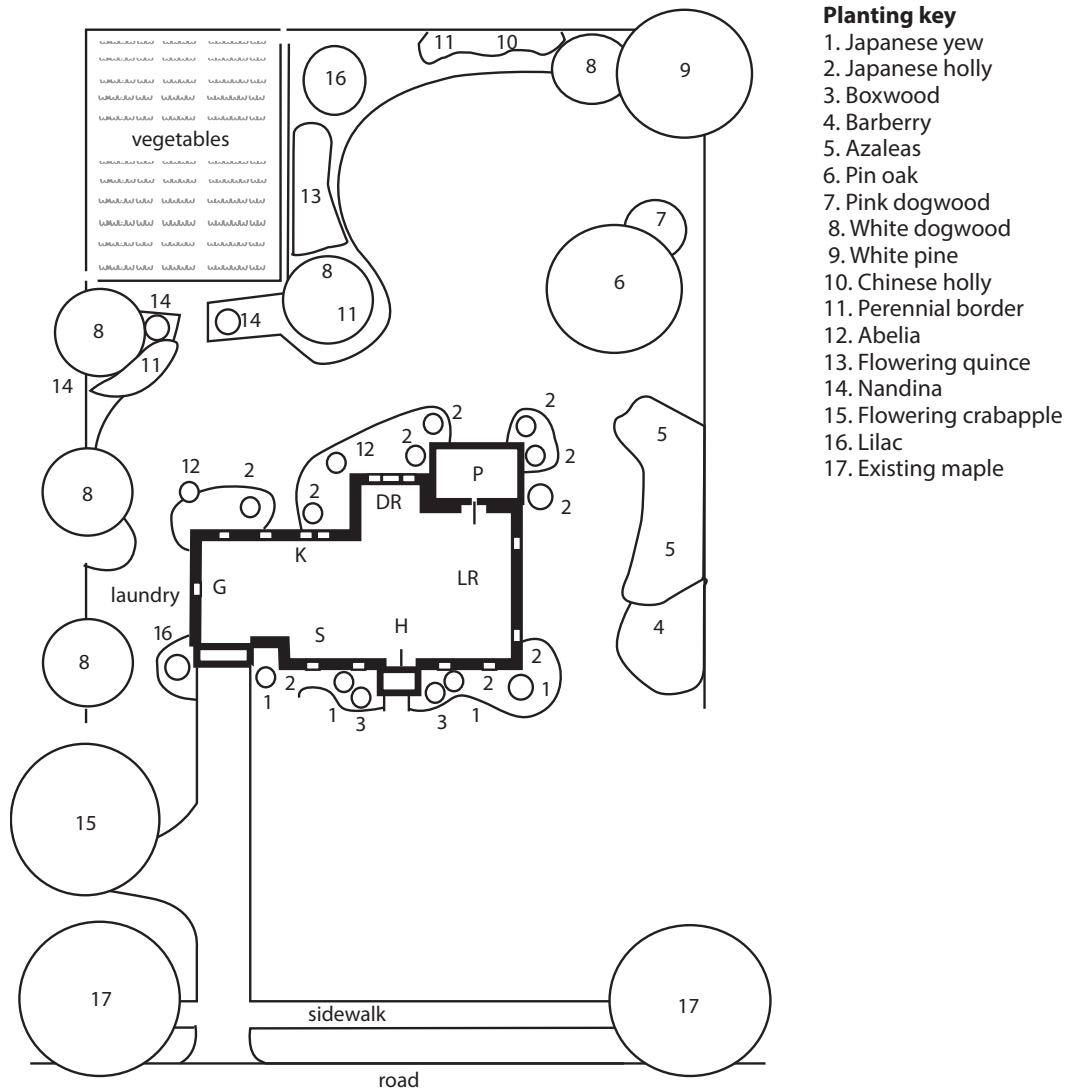 Planting key
1. Japanese yew
2. Japanese holly
3. Boxwood
4. Barberry
5. Azaleas
6. Pin oak
7. Pink dogwood
8. White dogwood
9. White pine
10. Chinese holly
11. Perennial border
12. Abelia
13. Flowering quince
14. Nandina
15. Flowering crabapple
16. Lilac
17. Existing maple
11 10
8
9
16
vegetables
13
7
8
6
14
11
14
8
11
14
2
2
5
12
2
2
P
12
2
8
2
DR
2
K
5
LR
G
laundry
S
H
4
16
8
2
2
2
1
1
1
3
3
1
15
17
17
sidewalk
road